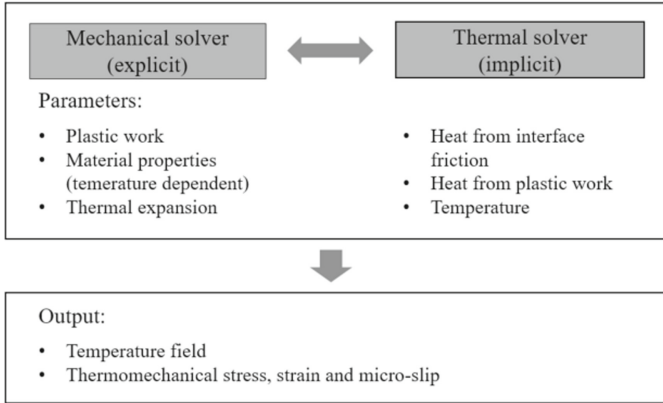 Mechanical solver
(explicit)
Thermal solver
(implicit)
Parameters:
• Plastic work
• Material properties
(temerature dependent)
• Thermal expansion
• Heat from interface
friction
• Heat from plastic work
• Temperature
Output:
• Temperature field
• Thermomechanical stress, strain and micro-slip